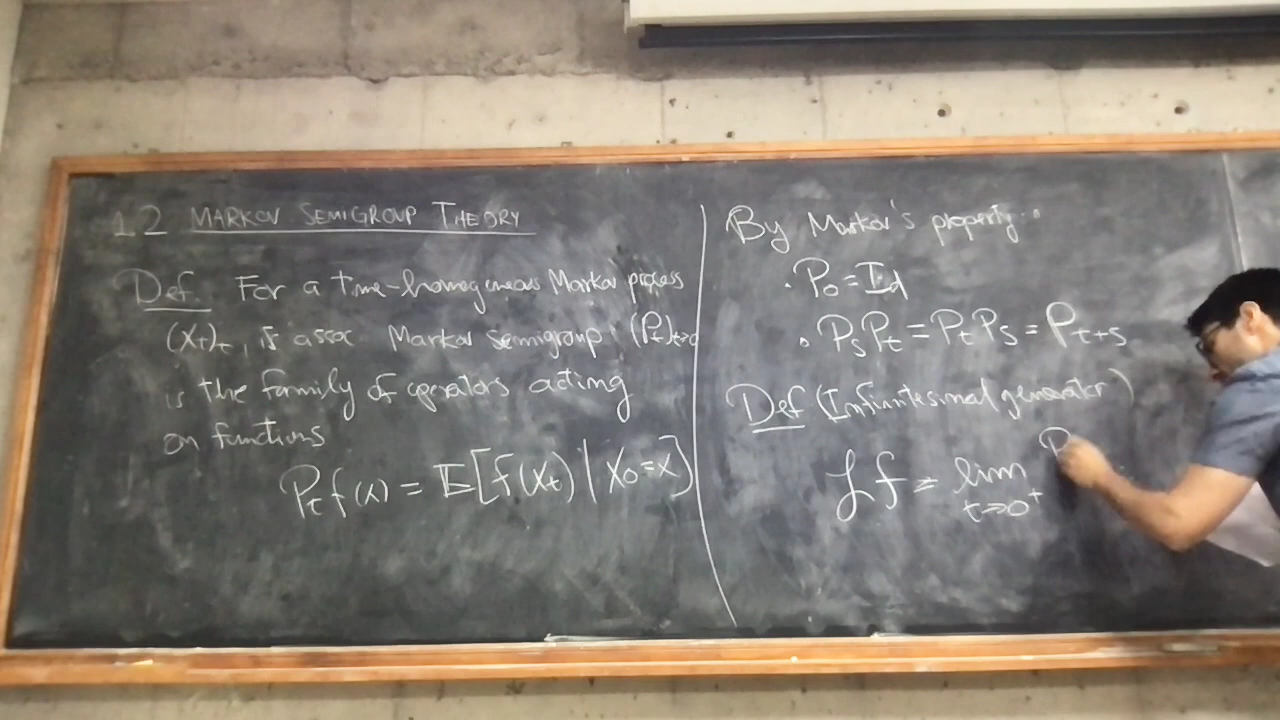 1.2 MARKOV SEMIGROUP THEORY
Def. For a time-homogeneous Markov process
(Xt)t, is assoc Markov semigroup (Pt)t≥0
is the family of operators acting
on functions
Pt f(x) = E[f(Xt) | X0=x]
By Markov's property:
· P0 = Id
· PsPt = PtPs = Pt+s
Def (Infinitesimal generator)
Lf = lim t→0+ P